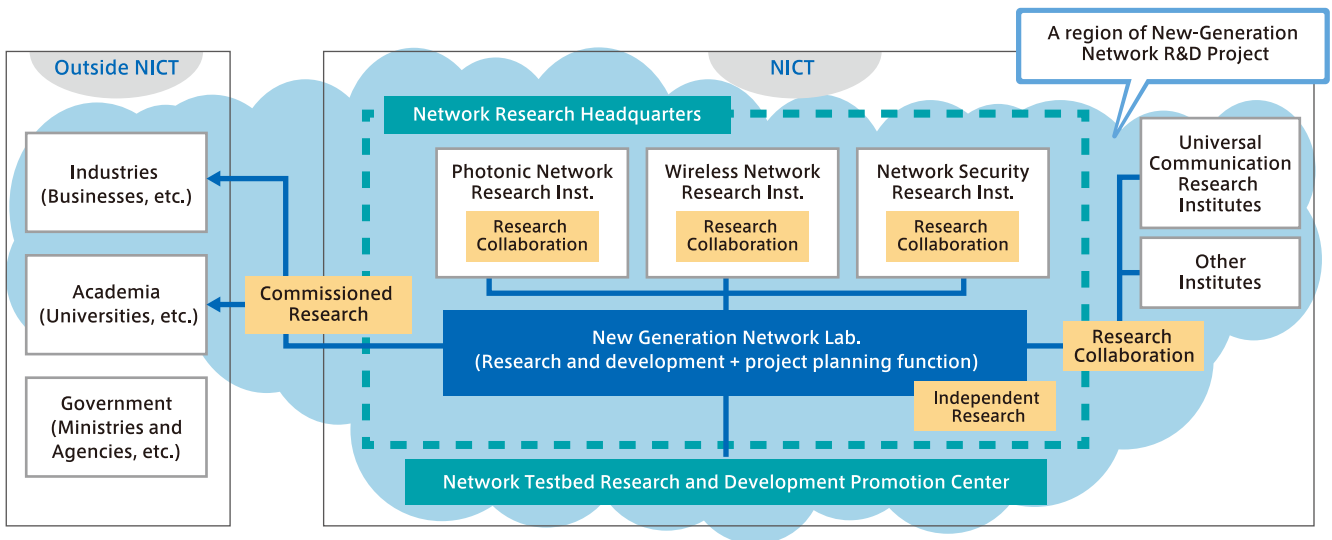 A region of New-Generation
Network R&D Project
Outside NICT
NICT
Network Research Headquarters
Industries
(Businesses, etc.)
Academia
(Universities, etc.)
Government
(Ministries and
Agencies, etc.)
Commissioned
Research
Photonic Network
Research Inst.
Research
Collaboration
Wireless Network
Research Inst.
Research
Collaboration
Network Security
Research Inst.
Research
Collaboration
New Generation Network Lab.
(Research and development + project planning function)
Independent
Research
Network Testbed Research and Development Promotion Center
Universal
Communication
Research
Institutes
Other
Institutes
Research
Collaboration